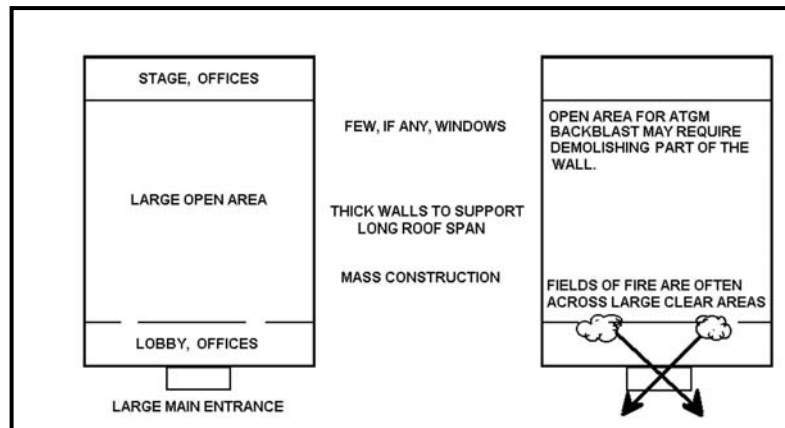 STAGE, OFFICES
LARGE OPEN AREA
LOBBY, OFFICES
LARGE MAIN ENTRANCE
FEW, IF ANY, WINDOWS
THICK WALLS TO SUPPORT
LONG ROOF SPAN
MASS CONSTRUCTION
OPEN AREA FOR ATGM
BACKBLAST MAY REQUIRE
DEMOLISHING PART OF THE
WALL.
FIELDS OF FIRE ARE OFTEN
ACROSS LARGE CLEAR AREAS